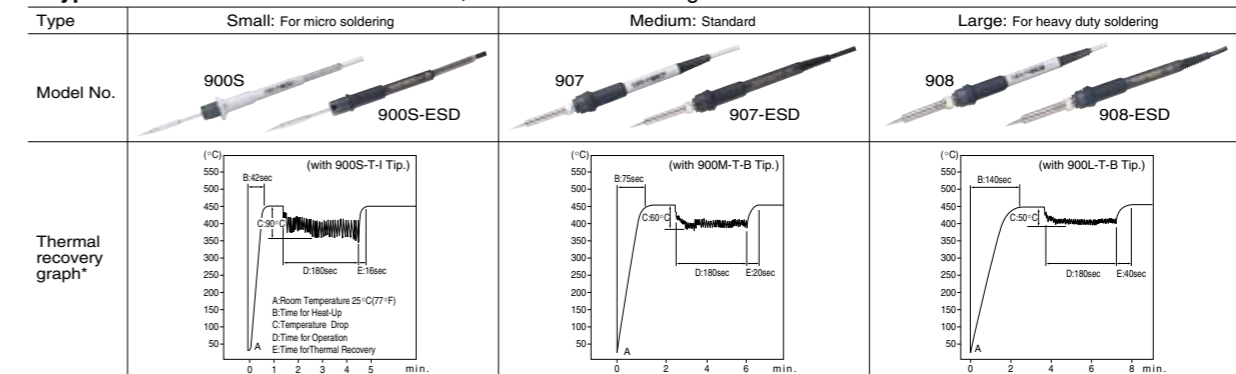 Type
Small: For micro soldering
Medium: Standard
Large: For heavy duty soldering
Model No.
900S
900S-ESD
907
907-ESD
908
908-ESD
Thermal
recovery
graph*
(°C)
(with 900S-T-I Tip.)
550
B:42sec
500
450
400
C:90°C
350
300
250
D:180sec
E:16sec
200
150
100
50
A:Room Temperature 25°C(77°F)
B:Time for Heat-Up
C:Temperature Drop
D:Time for Operation
E:Time forThermal Recovery
A
0 1 2 3 4 5 min.
(°C)
(with 900M-T-B Tip.)
550
B:75sec
500
450
400
C:60°C
350
300
250
D:180sec
E:20sec
200
150
100
50
A
0 2 4 6 min.
(°C)
(with 900L-T-B Tip.)
550
B:140sec
500
450
400
C:50°C
350
300
250
D:180sec
E:40sec
200
150
100
50
A
0 2 4 6 8 min.